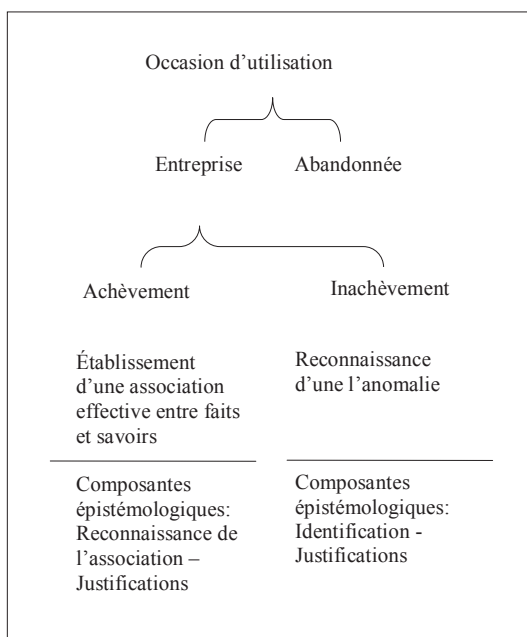 Occasion d’utilisation
Entreprise Abandonnée
Achèvement Inachèvement
Établissement
d’une association
effective entre faits
et savoirs
Reconnaissance
d’une l’anomalie
Composantes
épistémologiques:
Reconnaissance de
l’association –
Justifications
Composantes
épistémologiques:
Identification -
Justifications